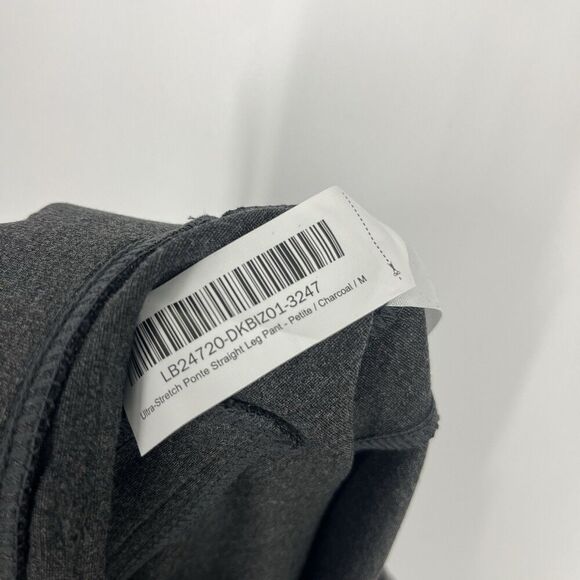 LB24720-DKBIZ01-3247
Ultra-Stretch Ponte Straight Leg Pant - Petite / Charcoal / M